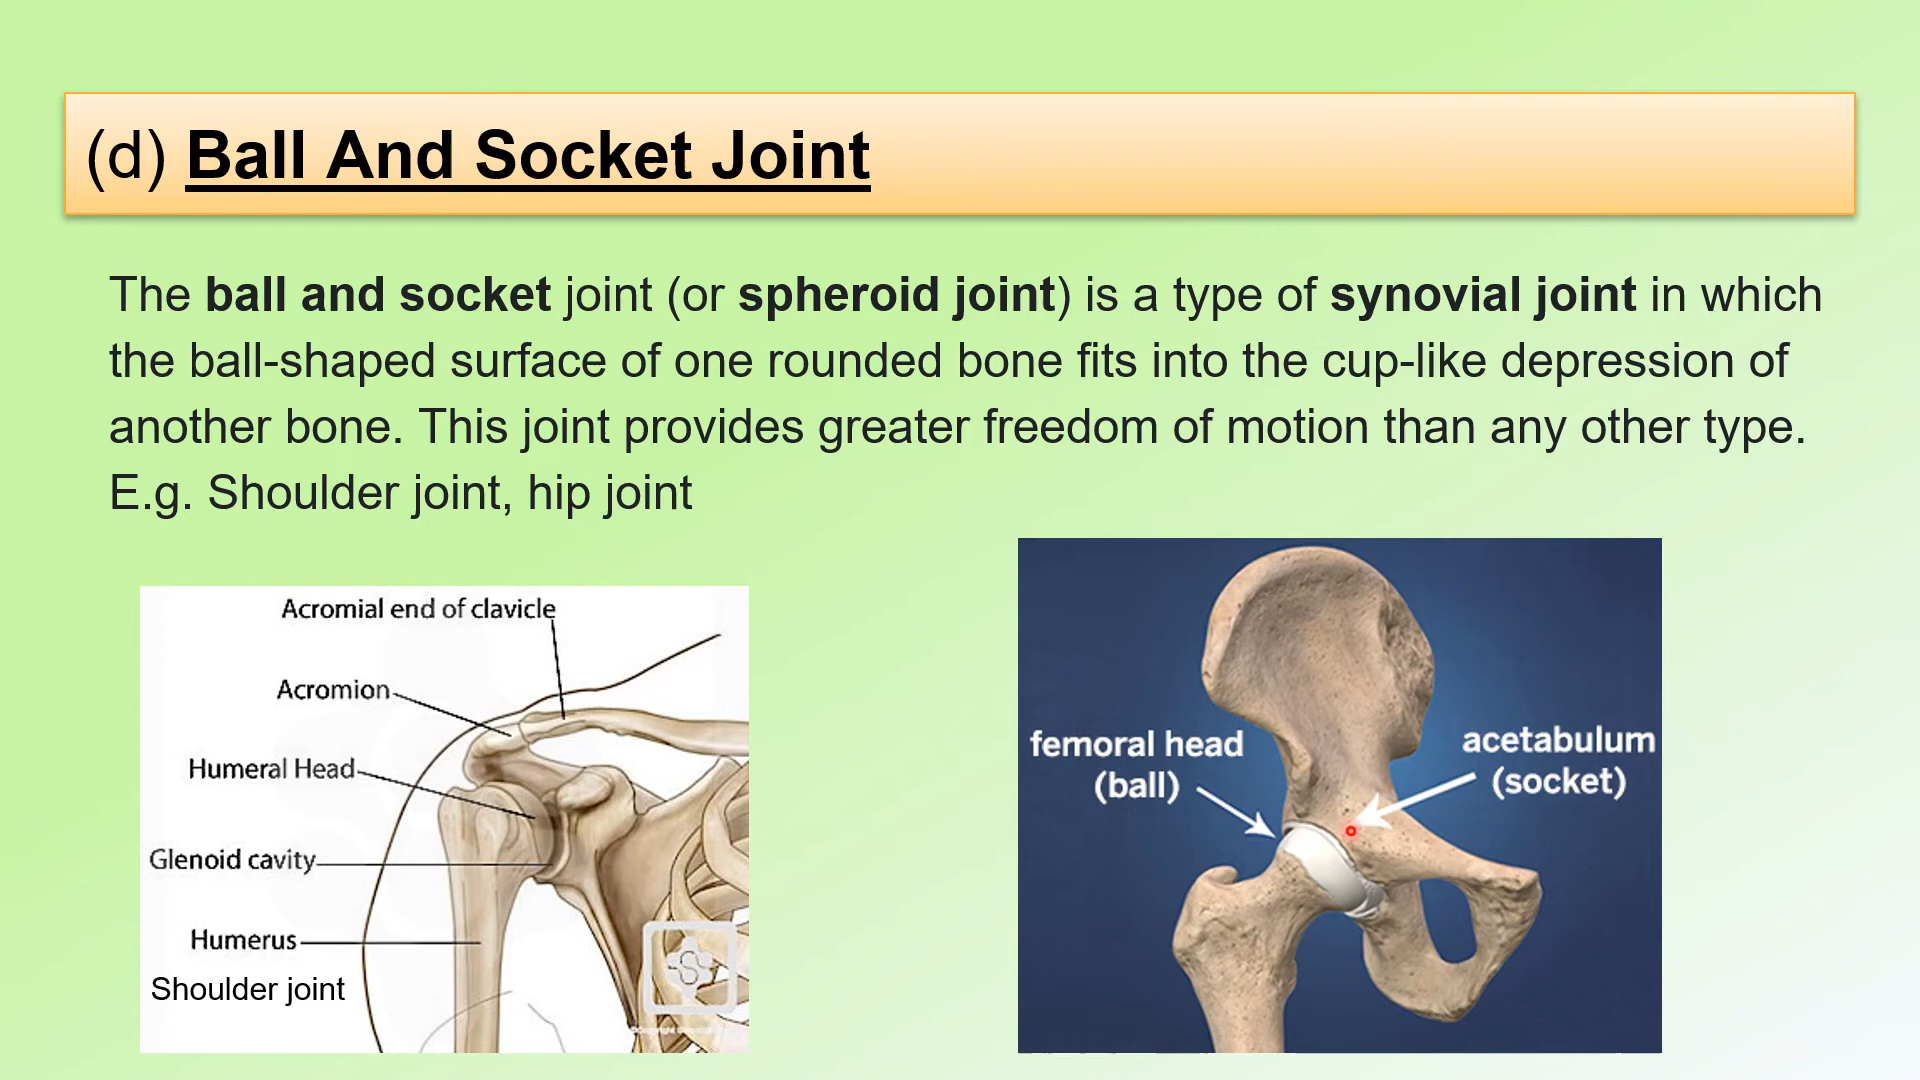 (d) Ball And Socket Joint
The ball and socket joint (or spheroid joint) is a type of synovial joint in which
the ball-shaped surface of one rounded bone fits into the cup-like depression of
another bone. This joint provides greater freedom of motion than any other type.
E.g. Shoulder joint, hip joint
Acromial end of clavicle
Acromion
Humeral Head
Glenoid cavity
Humerus
Shoulder joint
femoral head
(ball)
acetabulum
(socket)